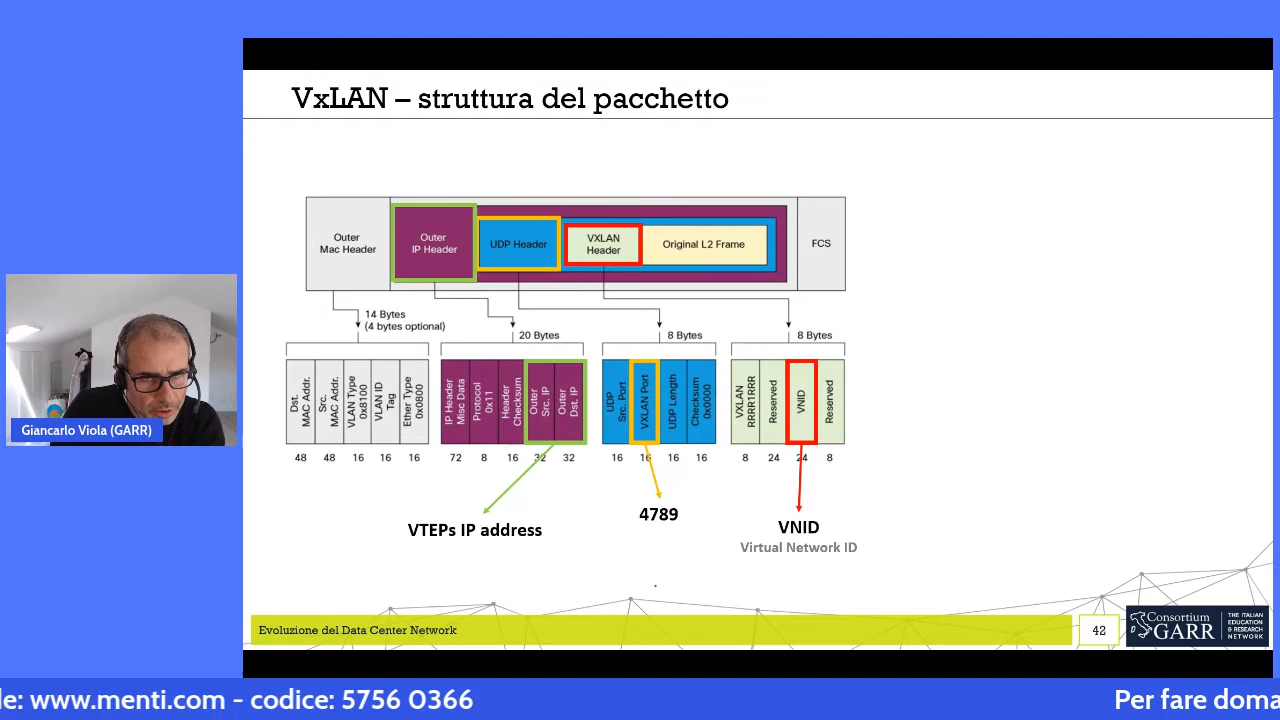 VxLAN – struttura del pacchetto
Outer
Mac Header
Outer
IP Header
UDP Header
VXLAN
Header
Original L2 Frame
FCS
14 Bytes
(4 bytes optional)
20 Bytes
8 Bytes
8 Bytes
Dst.
MAC Addr.
Src.
MAC Addr.
VLAN Type
0x8100
VLAN ID
Tag
Ether Type
0x0800
IP Header
Misc Data
Protocol
0x11
Header
Checksum
Outer
Src. IP
Outer
Dst. IP
UDP
Src. Port
VXLAN Port
UDP Length
Checksum
0x0000
VXLAN
RRRR1RRR
Reserved
VNID
Reserved
48 48 16 16 16 72 8 16 32 32 16 16 16 16 8 24 24 8
VTEPs IP address
4789
VNID
Virtual Network ID
Giancarlo Viola (GARR)
Evoluzione del Data Center Network
42
Consortium
GARR
THE ITALIAN
EDUCATION
& RESEARCH
NETWORK
le: www.menti.com - codice: 5756 0366
Per fare doma